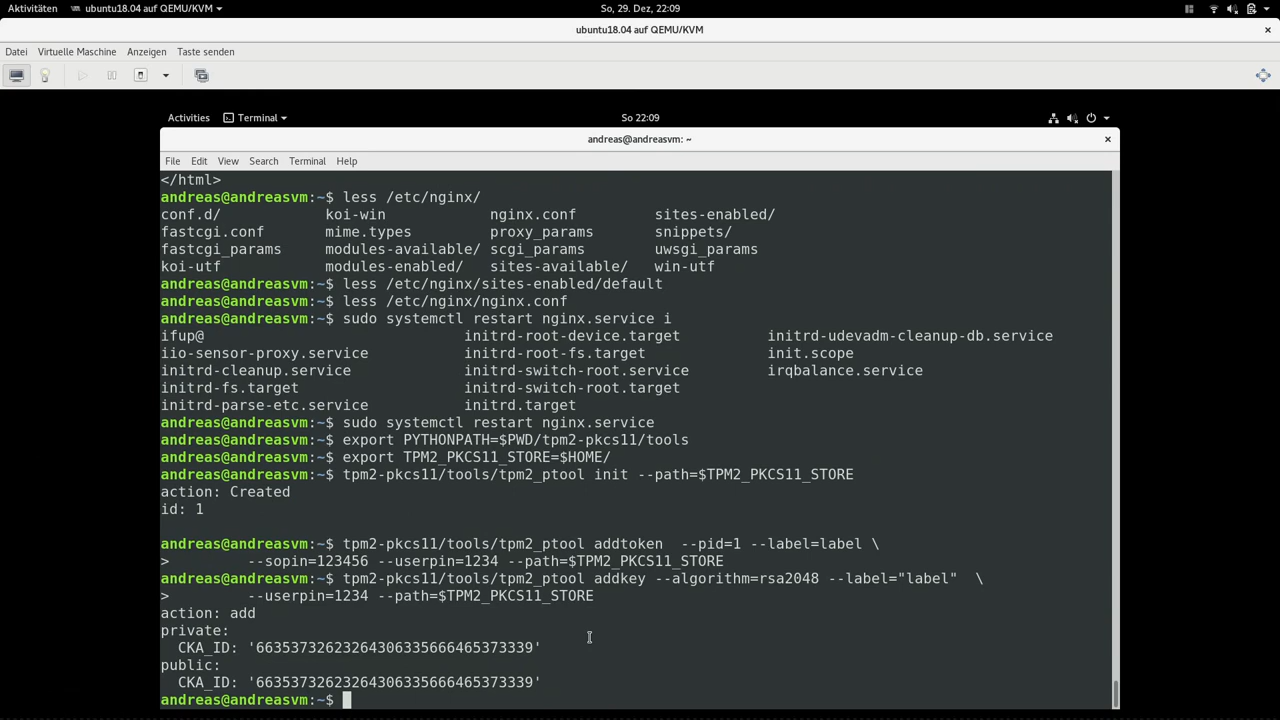 Aktivitäten ubuntu18.04 auf QEMU/KVM So, 29. Dez, 22:09
ubuntu18.04 auf QEMU/KVM ×
Datei Virtuelle Maschine Anzeigen Taste senden
Activities Terminal So 22:09
andreas@andreasvm: ~ ×
File Edit View Search Terminal Help
</html>
andreas@andreasvm:~$ less /etc/nginx/
conf.d/ koi-win nginx.conf sites-enabled/
fastcgi.conf mime.types proxy_params snippets/
fastcgi_params modules-available/ scgi_params uwsgi_params
koi-utf modules-enabled/ sites-available/ win-utf
andreas@andreasvm:~$ less /etc/nginx/sites-enabled/default
andreas@andreasvm:~$ less /etc/nginx/nginx.conf
andreas@andreasvm:~$ sudo systemctl restart nginx.service i
ifup@ initrd-root-device.target initrd-udevadm-cleanup-db.service
iio-sensor-proxy.service initrd-root-fs.target init.scope
initrd-cleanup.service initrd-switch-root.service irqbalance.service
initrd-fs.target initrd-switch-root.target
initrd-parse-etc.service initrd.target
andreas@andreasvm:~$ sudo systemctl restart nginx.service
andreas@andreasvm:~$ export PYTHONPATH=$PWD/tpm2-pkcs11/tools
andreas@andreasvm:~$ export TPM2_PKCS11_STORE=$HOME/
andreas@andreasvm:~$ tpm2-pkcs11/tools/tpm2_ptool init --path=$TPM2_PKCS11_STORE
action: Created
id: 1
andreas@andreasvm:~$ tpm2-pkcs11/tools/tpm2_ptool addtoken --pid=1 --label=label \
> --sopin=123456 --userpin=1234 --path=$TPM2_PKCS11_STORE
andreas@andreasvm:~$ tpm2-pkcs11/tools/tpm2_ptool addkey --algorithm=rsa2048 --label="label" \
> --userpin=1234 --path=$TPM2_PKCS11_STORE
action: add
private:
CKA_ID: '66353732623264306335666465373339'
public:
CKA_ID: '66353732623264306335666465373339'
andreas@andreasvm:~$